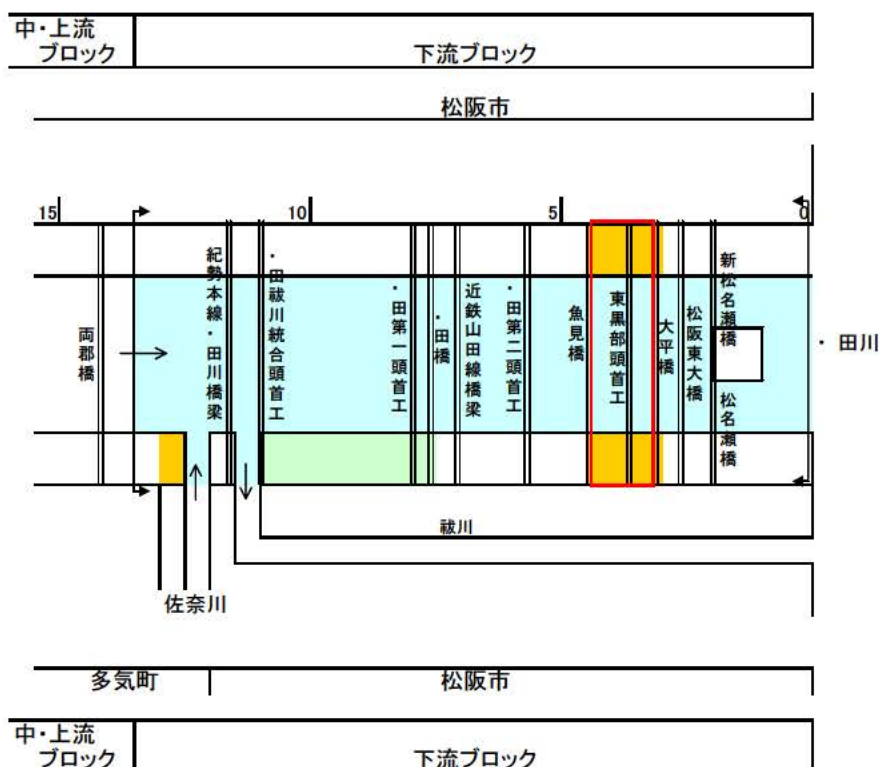 中・上流
ブロック
下流ブロック
松阪市
15
10
5
0
両郡橋
紀勢本線・田川橋梁
・田祓川統合頭首工
・田第一頭首工
・田橋
近鉄山田線橋梁
・田第二頭首工
魚見橋
東黒部頭首工
大平橋
松阪東大橋
新松名瀬橋
松名瀬橋
・田川
祓川
佐奈川
多気町
松阪市
中・上流
ブロック
下流ブロック